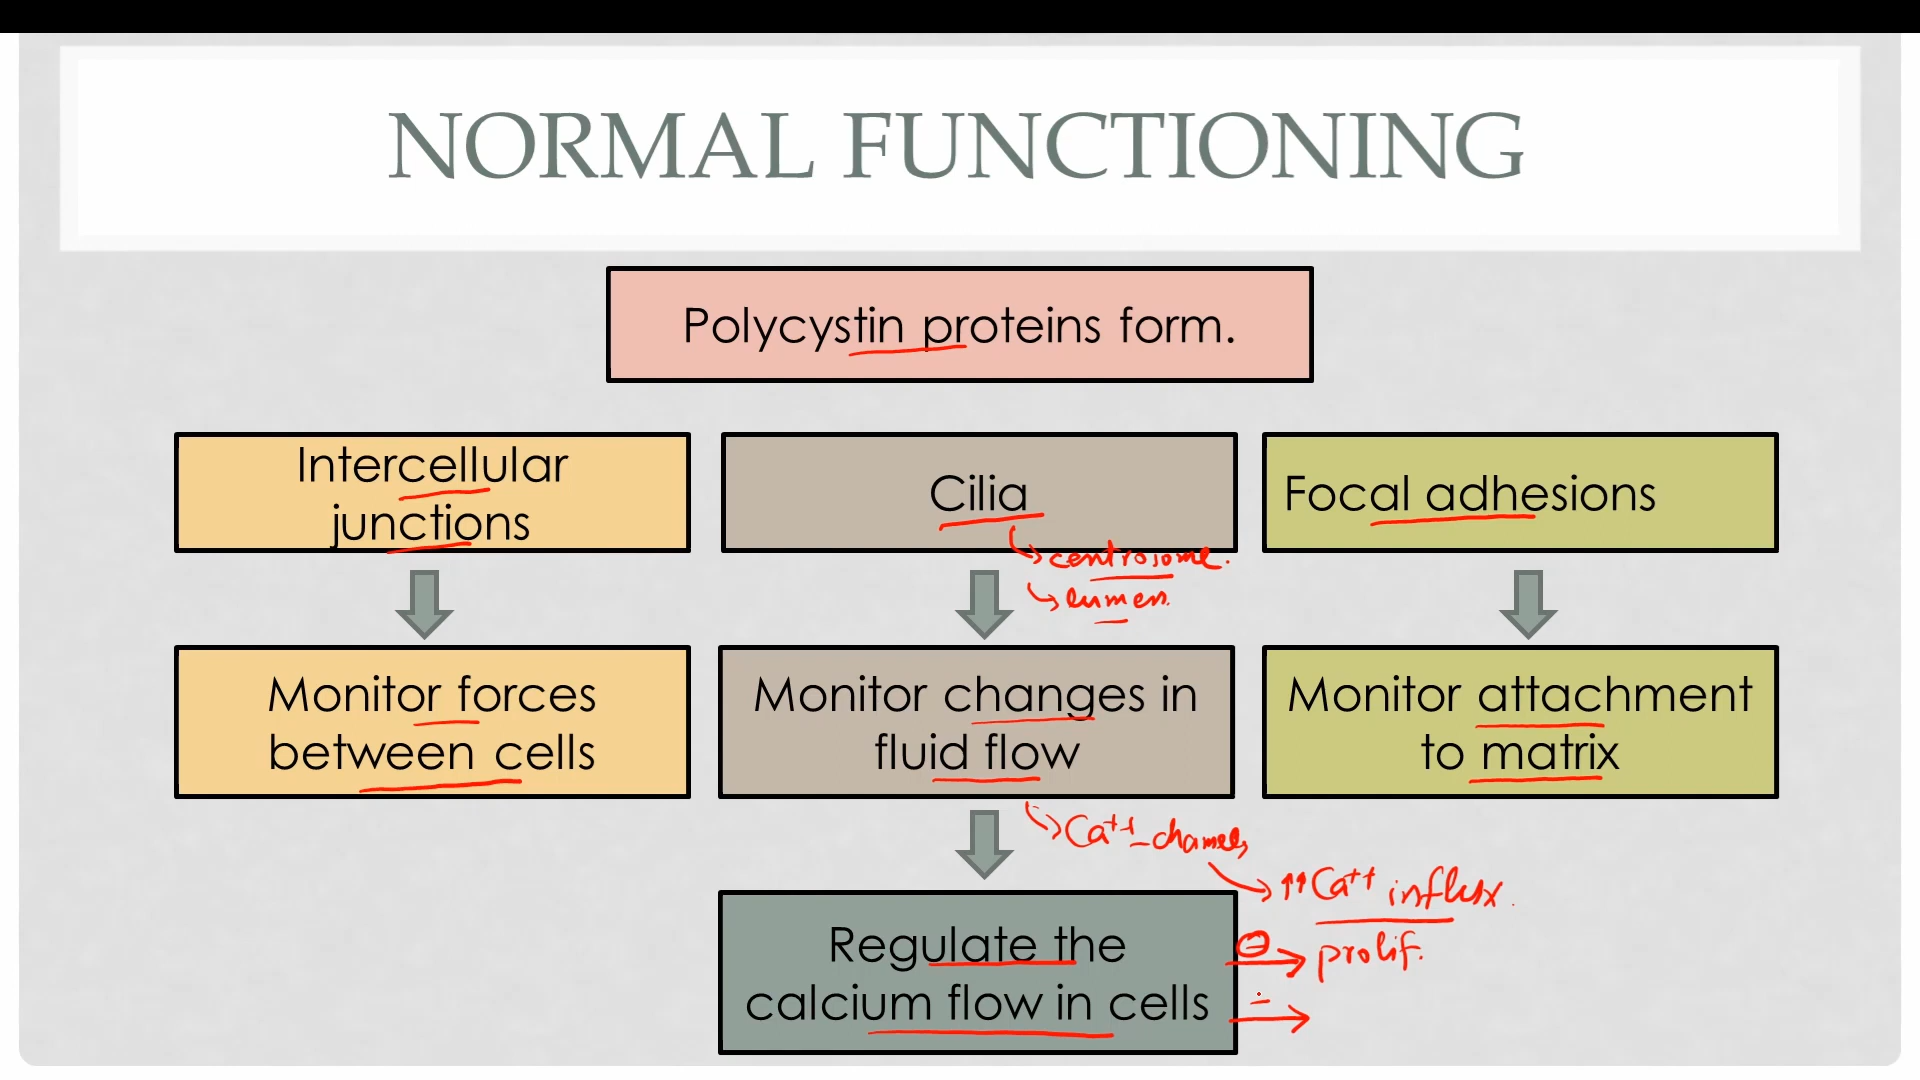 NORMAL FUNCTIONING
Polycystin proteins form.
Intercellular
junctions
Cilia
Focal adhesions
centrosome.
lumen.
Monitor forces
between cells
Monitor changes in
fluid flow
Monitor attachment
to matrix
Ca++ channels
↑↑Ca++ influx.
Regulate the
calcium flow in cells
⊖ prolif.